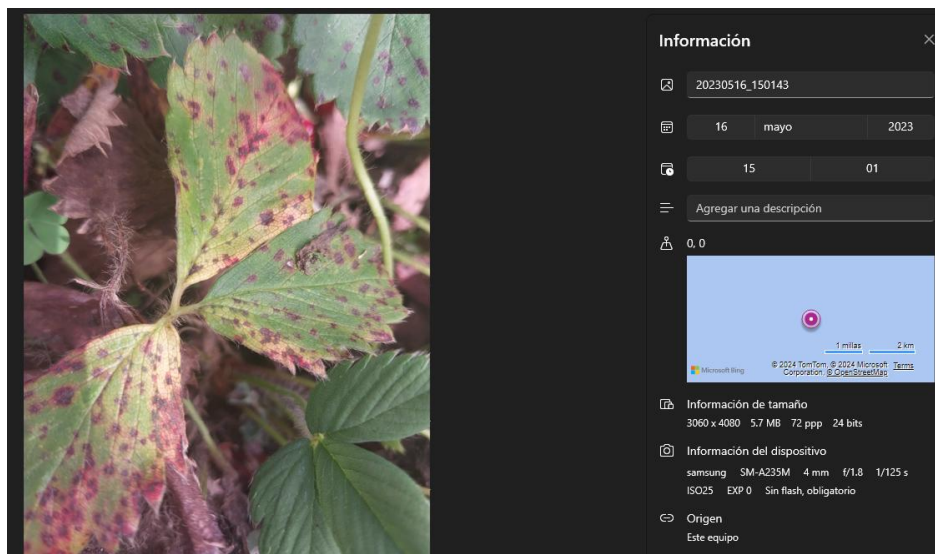 Información
20230516_150143
16 mayo 2023
15 01
Agregar una descripción
0, 0
1 millas 2 km
Microsoft Bing
© 2024 TomTom, © 2024 Microsoft Corporation, © OpenStreetMap Terms
Información de tamaño
3060 x 4080 5.7 MB 72 ppp 24 bits
Información del dispositivo
samsung SM-A235M 4 mm f/1.8 1/125 s
ISO25 EXP 0 Sin flash, obligatorio
Origen
Este equipo